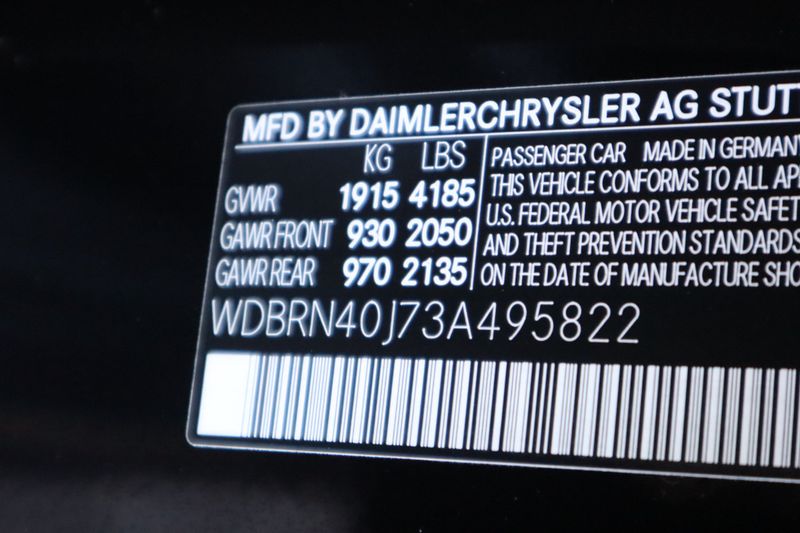 MFD BY DAIMLERCHRYSLER AG STUTT
KG LBS
GVWR 1915 4185
GAWR FRONT 930 2050
GAWR REAR 970 2135
PASSENGER CAR MADE IN GERMANY
THIS VEHICLE CONFORMS TO ALL AP
U.S. FEDERAL MOTOR VEHICLE SAFET
AND THEFT PREVENTION STANDARDS
ON THE DATE OF MANUFACTURE SHO
WDBRN40J73A495822